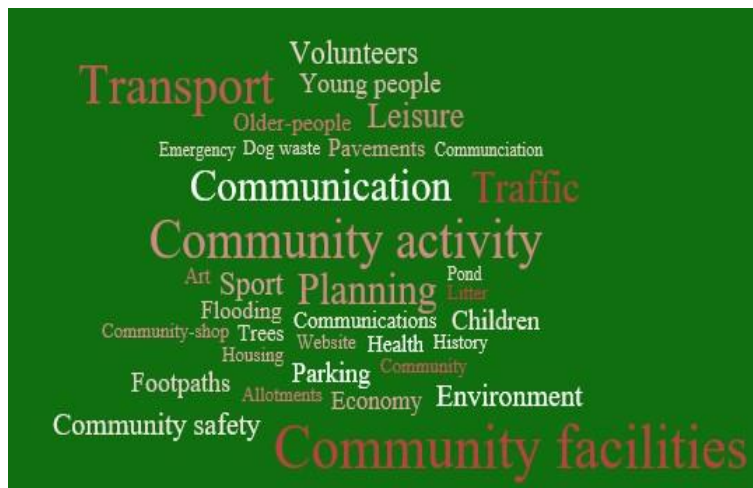 Volunteers
Transport Young people
Older-people Leisure
Emergency Dog waste Pavements Communciation
Communication Traffic
Community activity
Art Sport Planning Pond
Litter
Flooding Communications Children
Community-shop Trees Website Health History
Housing Parking Community
Footpaths Allotments Economy Environment
Community safety
Community facilities